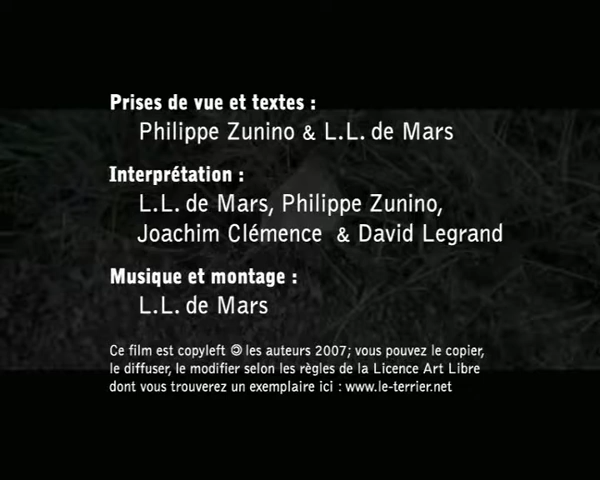 Prises de vue et textes :
Philippe Zunino & L.L. de Mars
Interprétation :
L.L. de Mars, Philippe Zunino,
Joachim Clémence & David Legrand
Musique et montage :
L.L. de Mars
Ce film est copyleft 🄯 les auteurs 2007; vous pouvez le copier,
le diffuser, le modifier selon les règles de la Licence Art Libre
dont vous trouverez un exemplaire ici : www.le-terrier.net